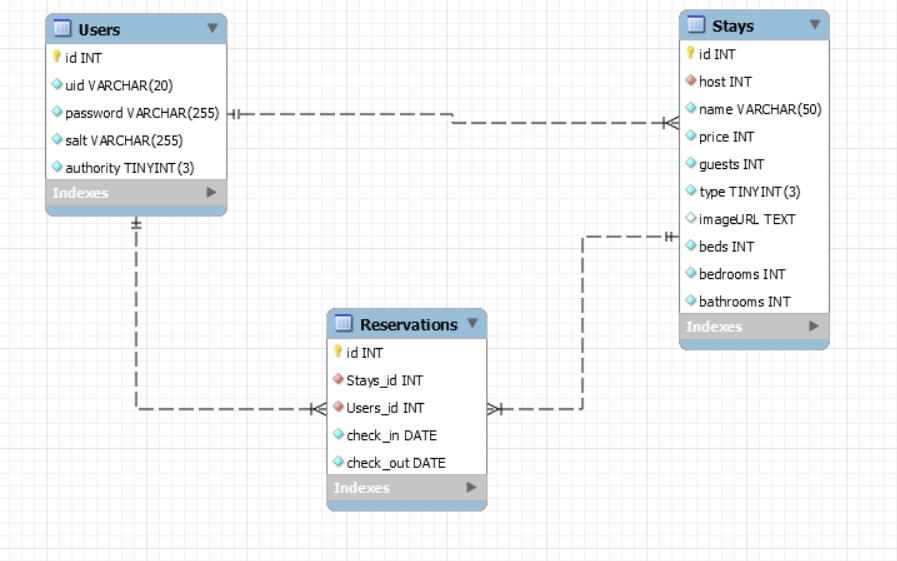 Users
id INT
uid VARCHAR(20)
password VARCHAR(255)
salt VARCHAR(255)
authority TINYINT(3)
Indexes
Stays
id INT
host INT
name VARCHAR(50)
price INT
guests INT
type TINYINT(3)
imageURL TEXT
beds INT
bedrooms INT
bathrooms INT
Indexes
Reservations
id INT
Stays_id INT
Users_id INT
check_in DATE
check_out DATE
Indexes